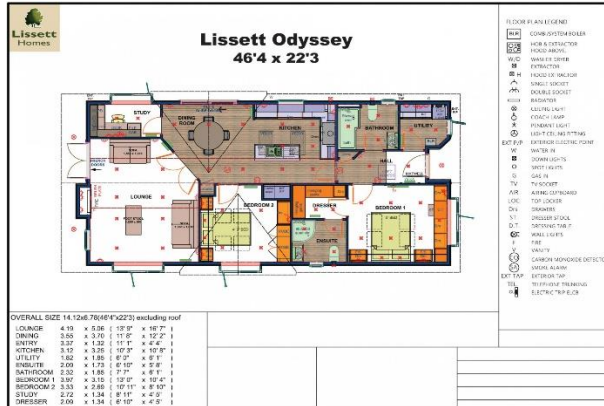 Lissett
Homes
Lissett Odyssey
46'4 x 22'3
STUDY
DINING
ROOM
KITCHEN
BATHROOM
UTILITY
HALL
LOUNGE
BEDROOM 2
DRESSER
ENSUITE
BEDROOM 1
FLOOR PLAN LEGEND
BLR COMBI/SYSTEM BOILER
HOB & EXTRACTOR
HOOD ABOVE
W/D WASHER DRYER
EXTRACTOR
H HOOD EXTRACTOR
SINGLE SOCKET
DOUBLE SOCKET
RADIATOR
CEILING LIGHT
COACH LAMP
PENDANT LIGHT
LIGHT CEILING FITTING
EXT P/P EXTERIOR ELECTRIC POINT
W WATER IN
DOWN LIGHTS
SPOT LIGHTS
G GAS IN
TV TV SOCKET
AIR AIRING CUPBOARD
LOC TOP LOCKER
DRAWERS
ST DRESSER STOOL
D.T DRESSING TABLE
WALL LIGHTS
F FIRE
V VANITY
CARBON MONOXIDE DETECTOR
SMOKE ALARM
EXT TAP EXTERIOR TAP
TEL TELEPHONE TRUNKING
ELECTRIC TRIP ELCB
OVERALL SIZE 14.12x6.78(46'4"x22'3) excluding roof
LOUNGE 4.19 x 5.06 ( 13' 9" x 16' 7" )
DINING 3.55 x 3.70 ( 11' 8" x 12' 2" )
ENTRY 3.37 x 1.32 ( 11' 1" x 4' 4" )
KITCHEN 3.12 x 3.25 ( 10' 3" x 10' 8" )
UTILITY 1.82 x 1.85 ( 6' 0" x 6' 1" )
ENSUITE 2.09 x 1.73 ( 6' 10" x 5' 8" )
BATHROOM 2.32 x 1.85 ( 7' 7" x 6' 1" )
BEDROOM 1 3.97 x 3.15 ( 13' 0" x 10' 4" )
BEDROOM 2 3.33 x 2.69 ( 10' 11" x 8' 10" )
STUDY 2.72 x 1.34 ( 8' 11" x 4' 5" )
DRESSER 2.09 x 1.34 ( 6' 10" x 4' 5" )